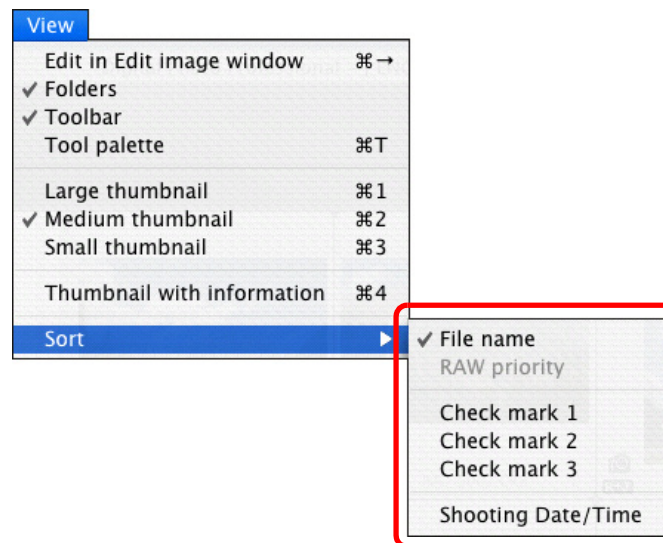 View
Edit in Edit image window ⌘→
✓ Folders
✓ Toolbar
Tool palette ⌘T
Large thumbnail ⌘1
✓ Medium thumbnail ⌘2
Small thumbnail ⌘3
Thumbnail with information ⌘4
Sort ▶
✓ File name
RAW priority
Check mark 1
Check mark 2
Check mark 3
Shooting Date/Time